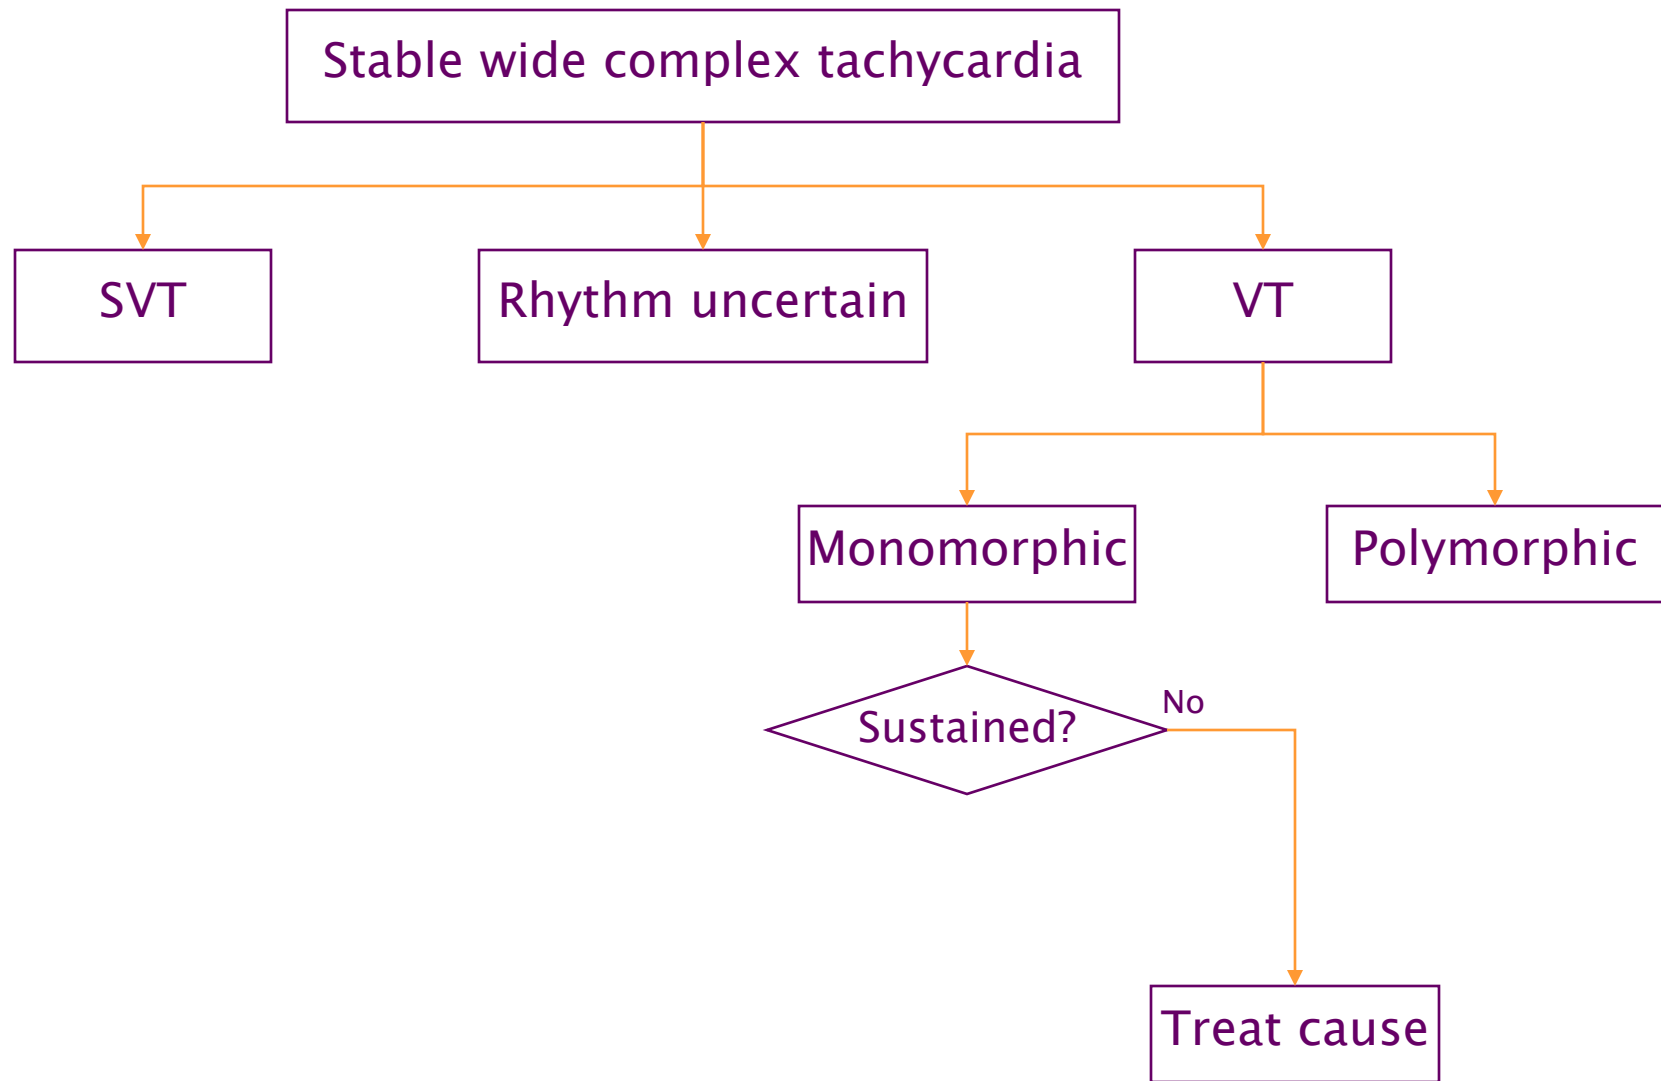 Stable wide complex tachycardia
SVT
Rhythm uncertain
VT
Monomorphic
Polymorphic
Sustained?
No
Treat cause